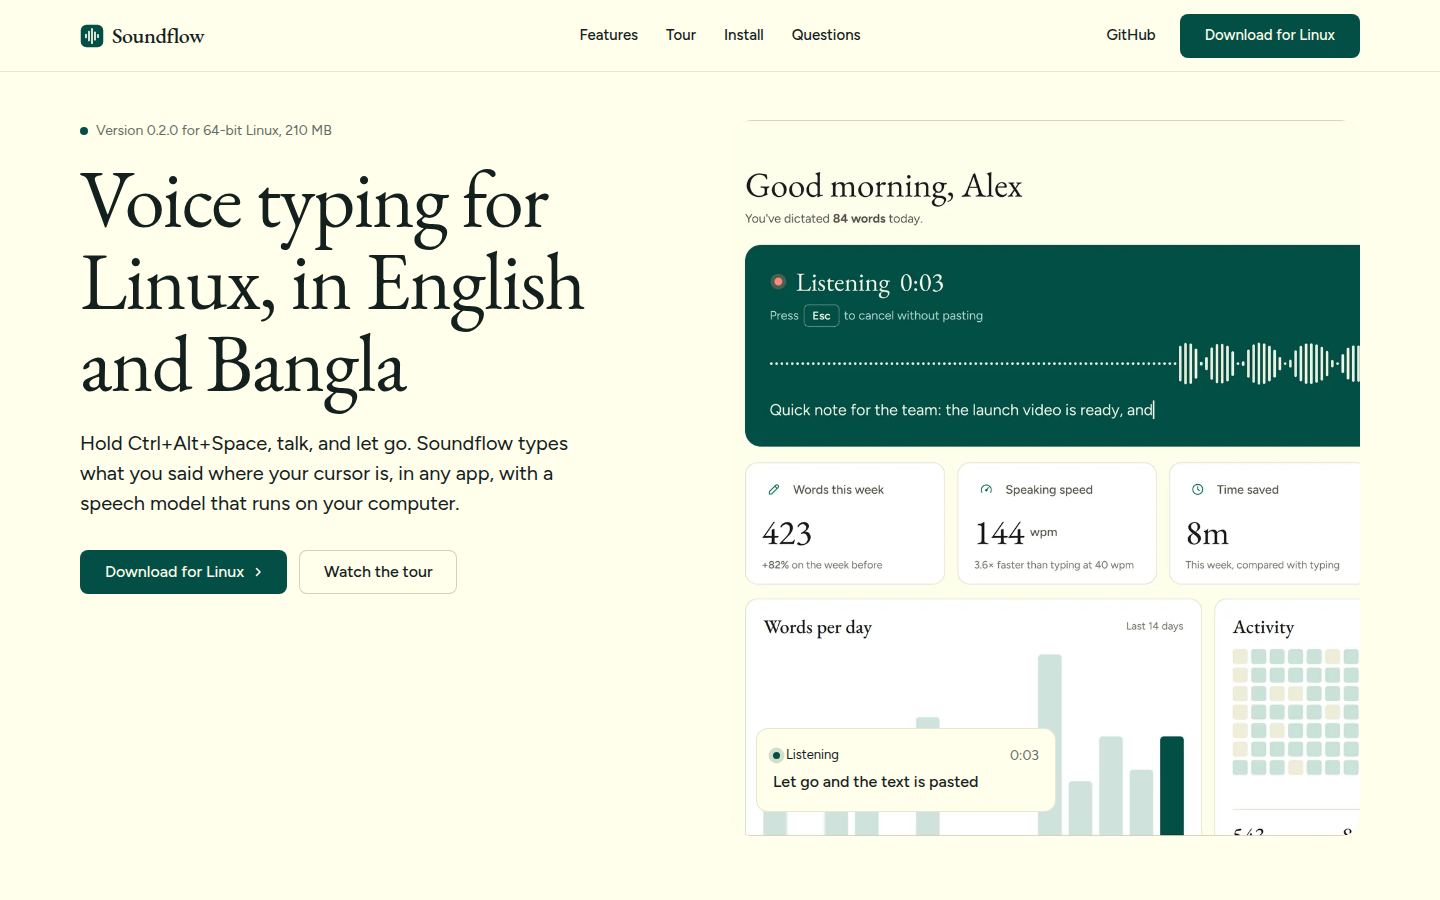 Soundflow
Features
Tour
Install
Questions
GitHub
Download for Linux
Version 0.2.0 for 64-bit Linux, 210 MB
Voice typing for
Linux, in English
and Bangla
Hold Ctrl+Alt+Space, talk, and let go. Soundflow types
what you said where your cursor is, in any app, with a
speech model that runs on your computer.
Download for Linux
Watch the tour
Good morning, Alex
You've dictated 84 words today.
Listening 0:03
Press Esc to cancel without pasting
Quick note for the team: the launch video is ready, and
Words this week
423
+82% on the week before
Speaking speed
144 wpm
3.6× faster than typing at 40 wpm
Time saved
8m
This week, compared with typing
Words per day
Last 14 days
Activity
Listening
0:03
Let go and the text is pasted